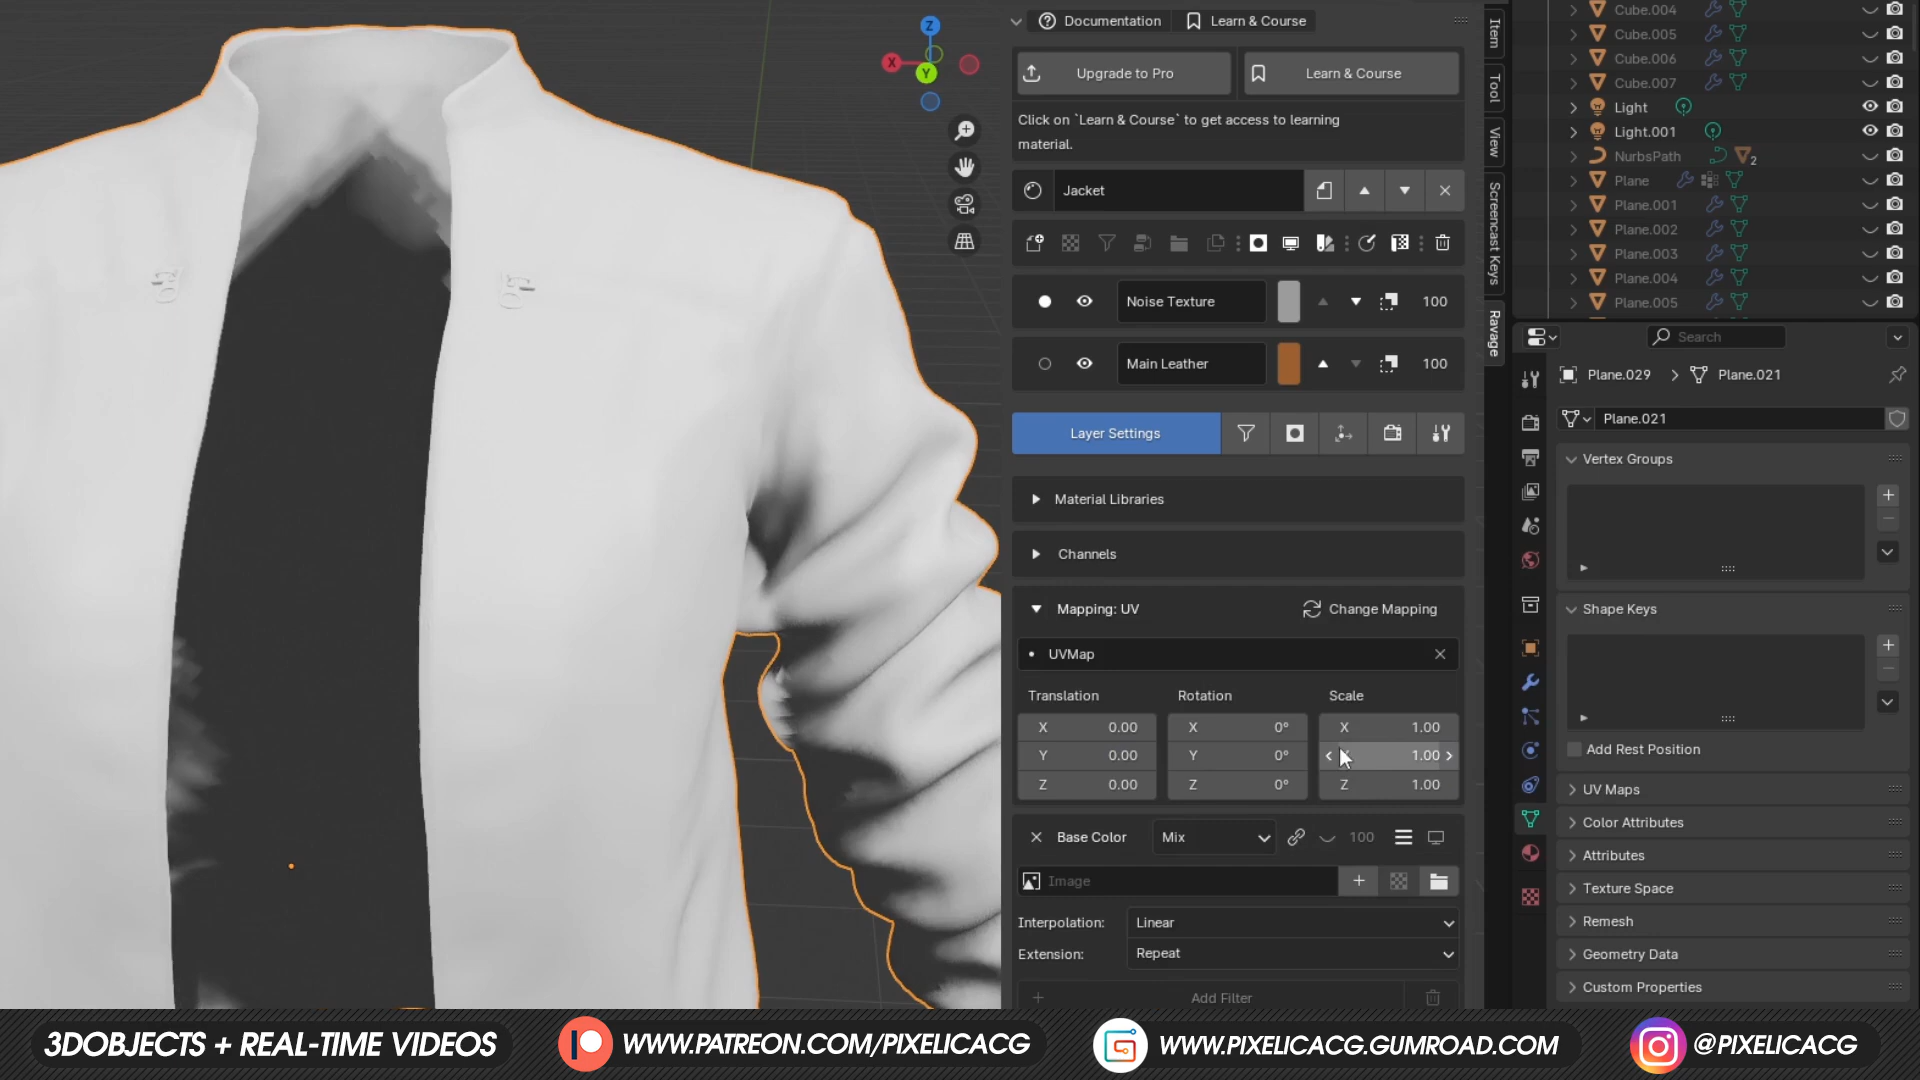 Z
X
Y
Documentation
Learn & Course
Upgrade to Pro
Learn & Course
Click on `Learn & Course` to get access to learning
material.
Jacket
Noise Texture
100
Main Leather
100
Layer Settings
Material Libraries
Channels
Mapping: UV
Change Mapping
UVMap
Translation
Rotation
Scale
X 0.00
X 0°
X 1.00
Y 0.00
Y 0°
1.00
Z 0.00
Z 0°
Z 1.00
Base Color
Mix
100
Image
Interpolation:
Linear
Extension:
Repeat
Add Filter
Item
Tool
View
Screencast Keys
Ravage
Cube.004
Cube.005
Cube.006
Cube.007
Light
Light.001
NurbsPath
2
Plane
Plane.001
Plane.002
Plane.003
Plane.004
Plane.005
Search
Plane.029
Plane.021
Plane.021
Vertex Groups
Shape Keys
Add Rest Position
UV Maps
Color Attributes
Attributes
Texture Space
Remesh
Geometry Data
Custom Properties
3DOBJECTS + REAL-TIME VIDEOS
WWW.PATREON.COM/PIXELICACG
WWW.PIXELICACG.GUMROAD.COM
@PIXELICACG